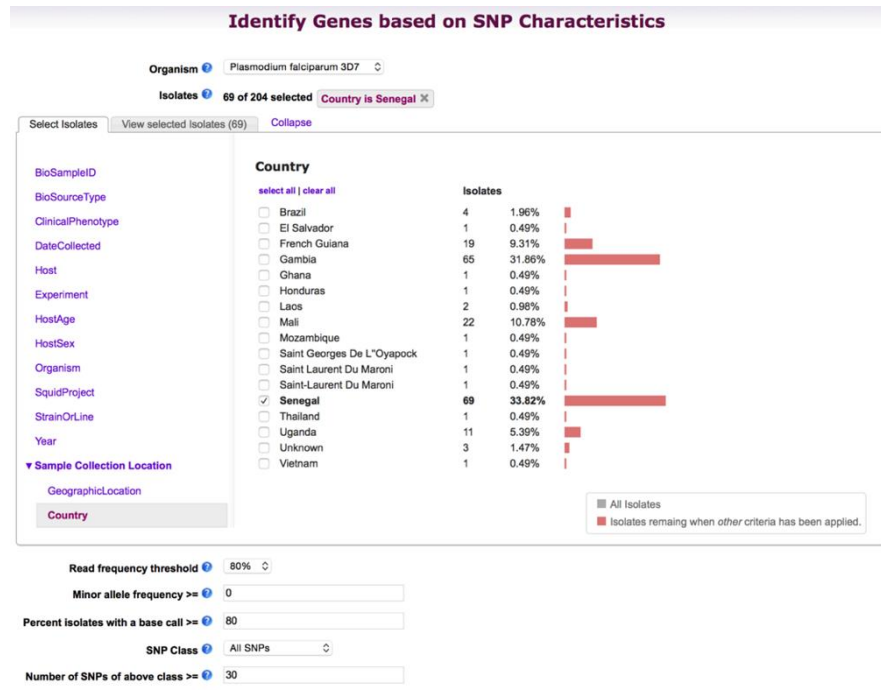 Identify Genes based on SNP Characteristics
Organism Plasmodium falciparum 3D7
Isolates 69 of 204 selected Country is Senegal
Select Isolates View selected Isolates (69) Collapse
BioSampleID
BioSourceType
ClinicalPhenotype
DateCollected
Host
Experiment
HostAge
HostSex
Organism
SquidProject
StrainOrLine
Year
Sample Collection Location
GeographicLocation
Country
Country
select all | clear all Isolates
Brazil 4 1.96%
El Salvador 1 0.49%
French Guiana 19 9.31%
Gambia 65 31.86%
Ghana 1 0.49%
Honduras 1 0.49%
Laos 2 0.98%
Mali 22 10.78%
Mozambique 1 0.49%
Saint Georges De L"Oyapock 1 0.49%
Saint Laurent Du Maroni 1 0.49%
Saint-Laurent Du Maroni 1 0.49%
Senegal 69 33.82%
Thailand 1 0.49%
Uganda 11 5.39%
Unknown 3 1.47%
Vietnam 1 0.49%
All Isolates
Isolates remaing when other criteria has been applied.
Read frequency threshold 80%
Minor allele frequency >= 0
Percent isolates with a base call >= 80
SNP Class All SNPs
Number of SNPs of above class >= 30